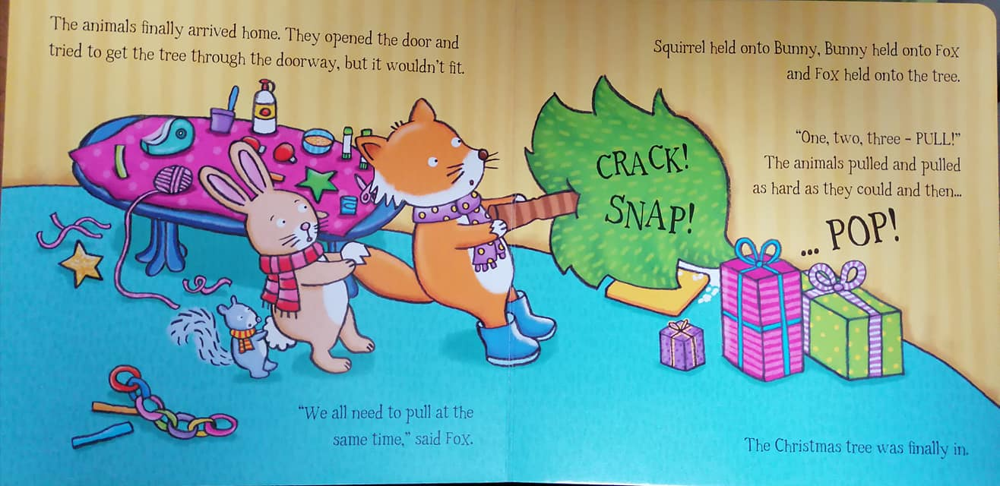 The animals finally arrived home. They opened the door and
tried to get the tree through the doorway, but it wouldn't fit.
"We all need to pull at the
same time," said Fox.
Squirrel held onto Bunny, Bunny held onto Fox
and Fox held onto the tree.
"One, two, three – PULL!"
The animals pulled and pulled
as hard as they could and then...
CRACK!
SNAP!
... POP!
The Christmas tree was finally in.